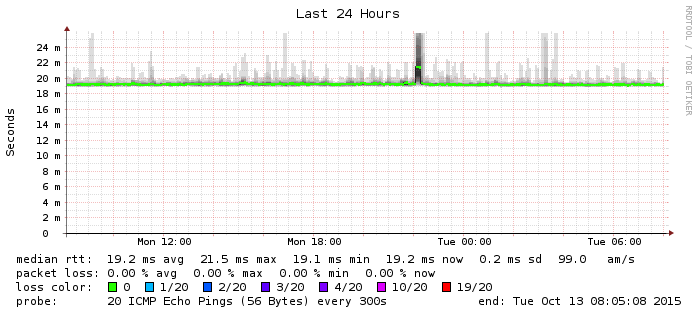 Last 24 Hours
RRDTOOL / TOBI OETIKER
Seconds
24 m
22 m
20 m
18 m
16 m
14 m
12 m
10 m
8 m
6 m
4 m
2 m
0
Mon 12:00 Mon 18:00 Tue 00:00 Tue 06:00
median rtt: 19.2 ms avg 21.5 ms max 19.1 ms min 19.2 ms now 0.2 ms sd 99.0 am/s
packet loss: 0.00 % avg 0.00 % max 0.00 % min 0.00 % now
loss color: 0 1/20 2/20 3/20 4/20 10/20 19/20
probe: 20 ICMP Echo Pings (56 Bytes) every 300s end: Tue Oct 13 08:05:08 2015